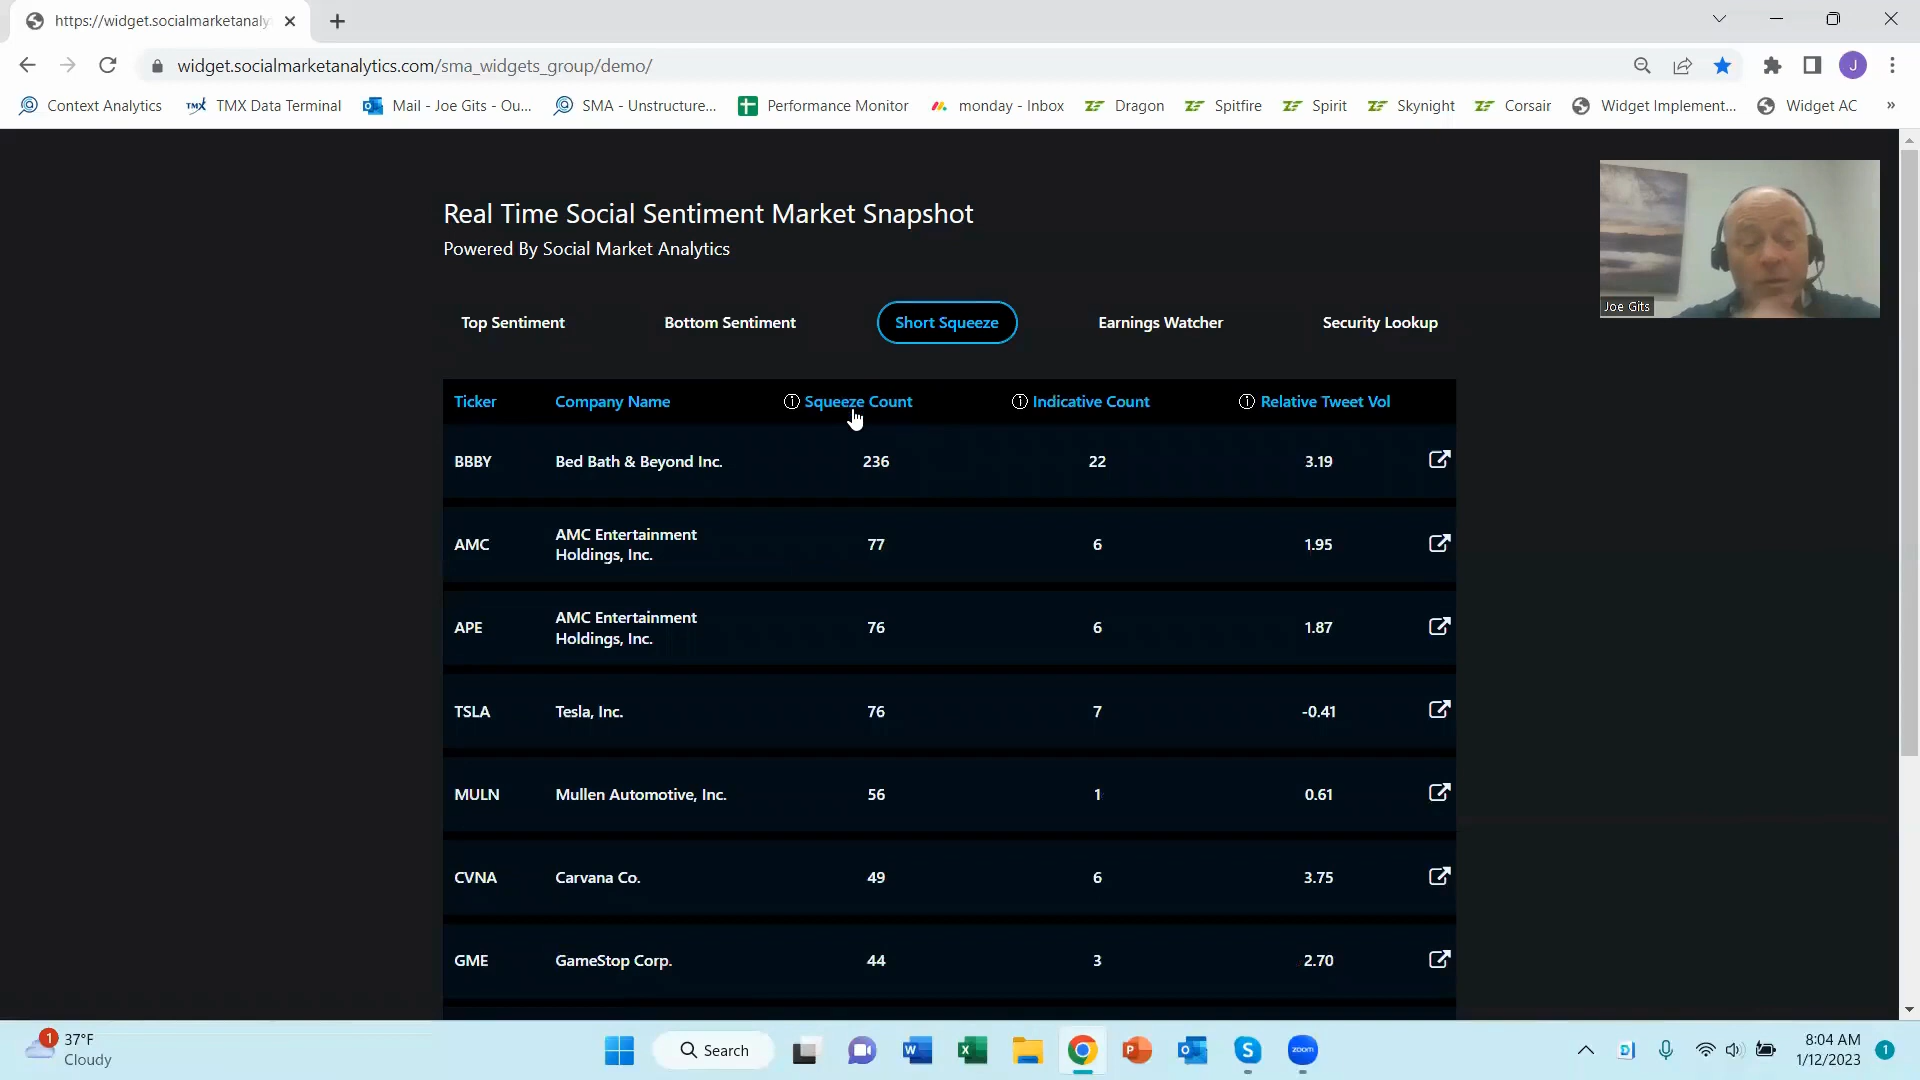 https://widget.socialmarketanaly
widget.socialmarketanalytics.com/sma_widgets_group/demo/
J
Context Analytics
TMX
TMX Data Terminal
Mail - Joe Gits - Ou...
SMA - Unstructure...
Performance Monitor
monday - Inbox
Dragon
Spitfire
Spirit
Skynight
Corsair
Widget Implement...
Widget AC
»
Real Time Social Sentiment Market Snapshot
Powered By Social Market Analytics
Joe Gits
Top Sentiment
Bottom Sentiment
Short Squeeze
Earnings Watcher
Security Lookup
Ticker Company Name Squeeze Count Indicative Count Relative Tweet Vol
BBBY Bed Bath & Beyond Inc. 236 22 3.19
AMC AMC Entertainment Holdings, Inc. 77 6 1.95
APE AMC Entertainment Holdings, Inc. 76 6 1.87
TSLA Tesla, Inc. 76 7 -0.41
MULN Mullen Automotive, Inc. 56 1 0.61
CVNA Carvana Co. 49 6 3.75
GME GameStop Corp. 44 3 2.70
1
37°F
Cloudy
Search
W
X
P
O
S
zoom
D
8:04 AM
1/12/2023
1